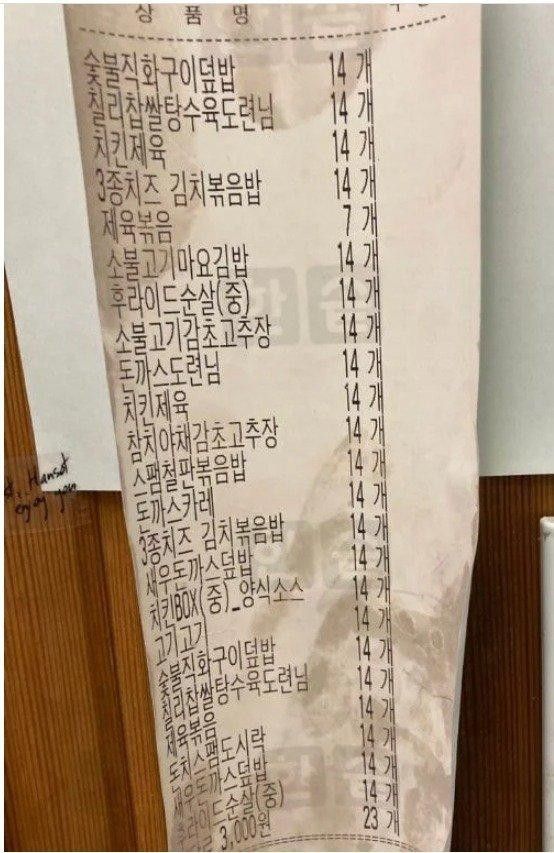 상 품 명
숯불직화구이덮밥 14 개
칠리찹쌀탕수육도련님 14 개
치킨제육 14 개
3종치즈 김치볶음밥 14 개
제육볶음 7 개
소불고기마요김밥 14 개
후라이드순살(중) 14 개
소불고기감초고추장 14 개
돈까스도련님 14 개
치킨제육 14 개
참치야채감초고추장 14 개
스팸철판볶음밥 14 개
돈까스카레 14 개
3종치즈 김치볶음밥 14 개
새우돈까스덮밥 14 개
치킨BOX(중)_양식소스 14 개
고기고기 14 개
숯불직화구이덮밥 14 개
칠리찹쌀탕수육도련님 14 개
제육볶음 14 개
돈치스팸도시락 14 개
새우돈까스덮밥 14 개
후라이드순살(중) 14 개
3,000원 23 개
Hansot